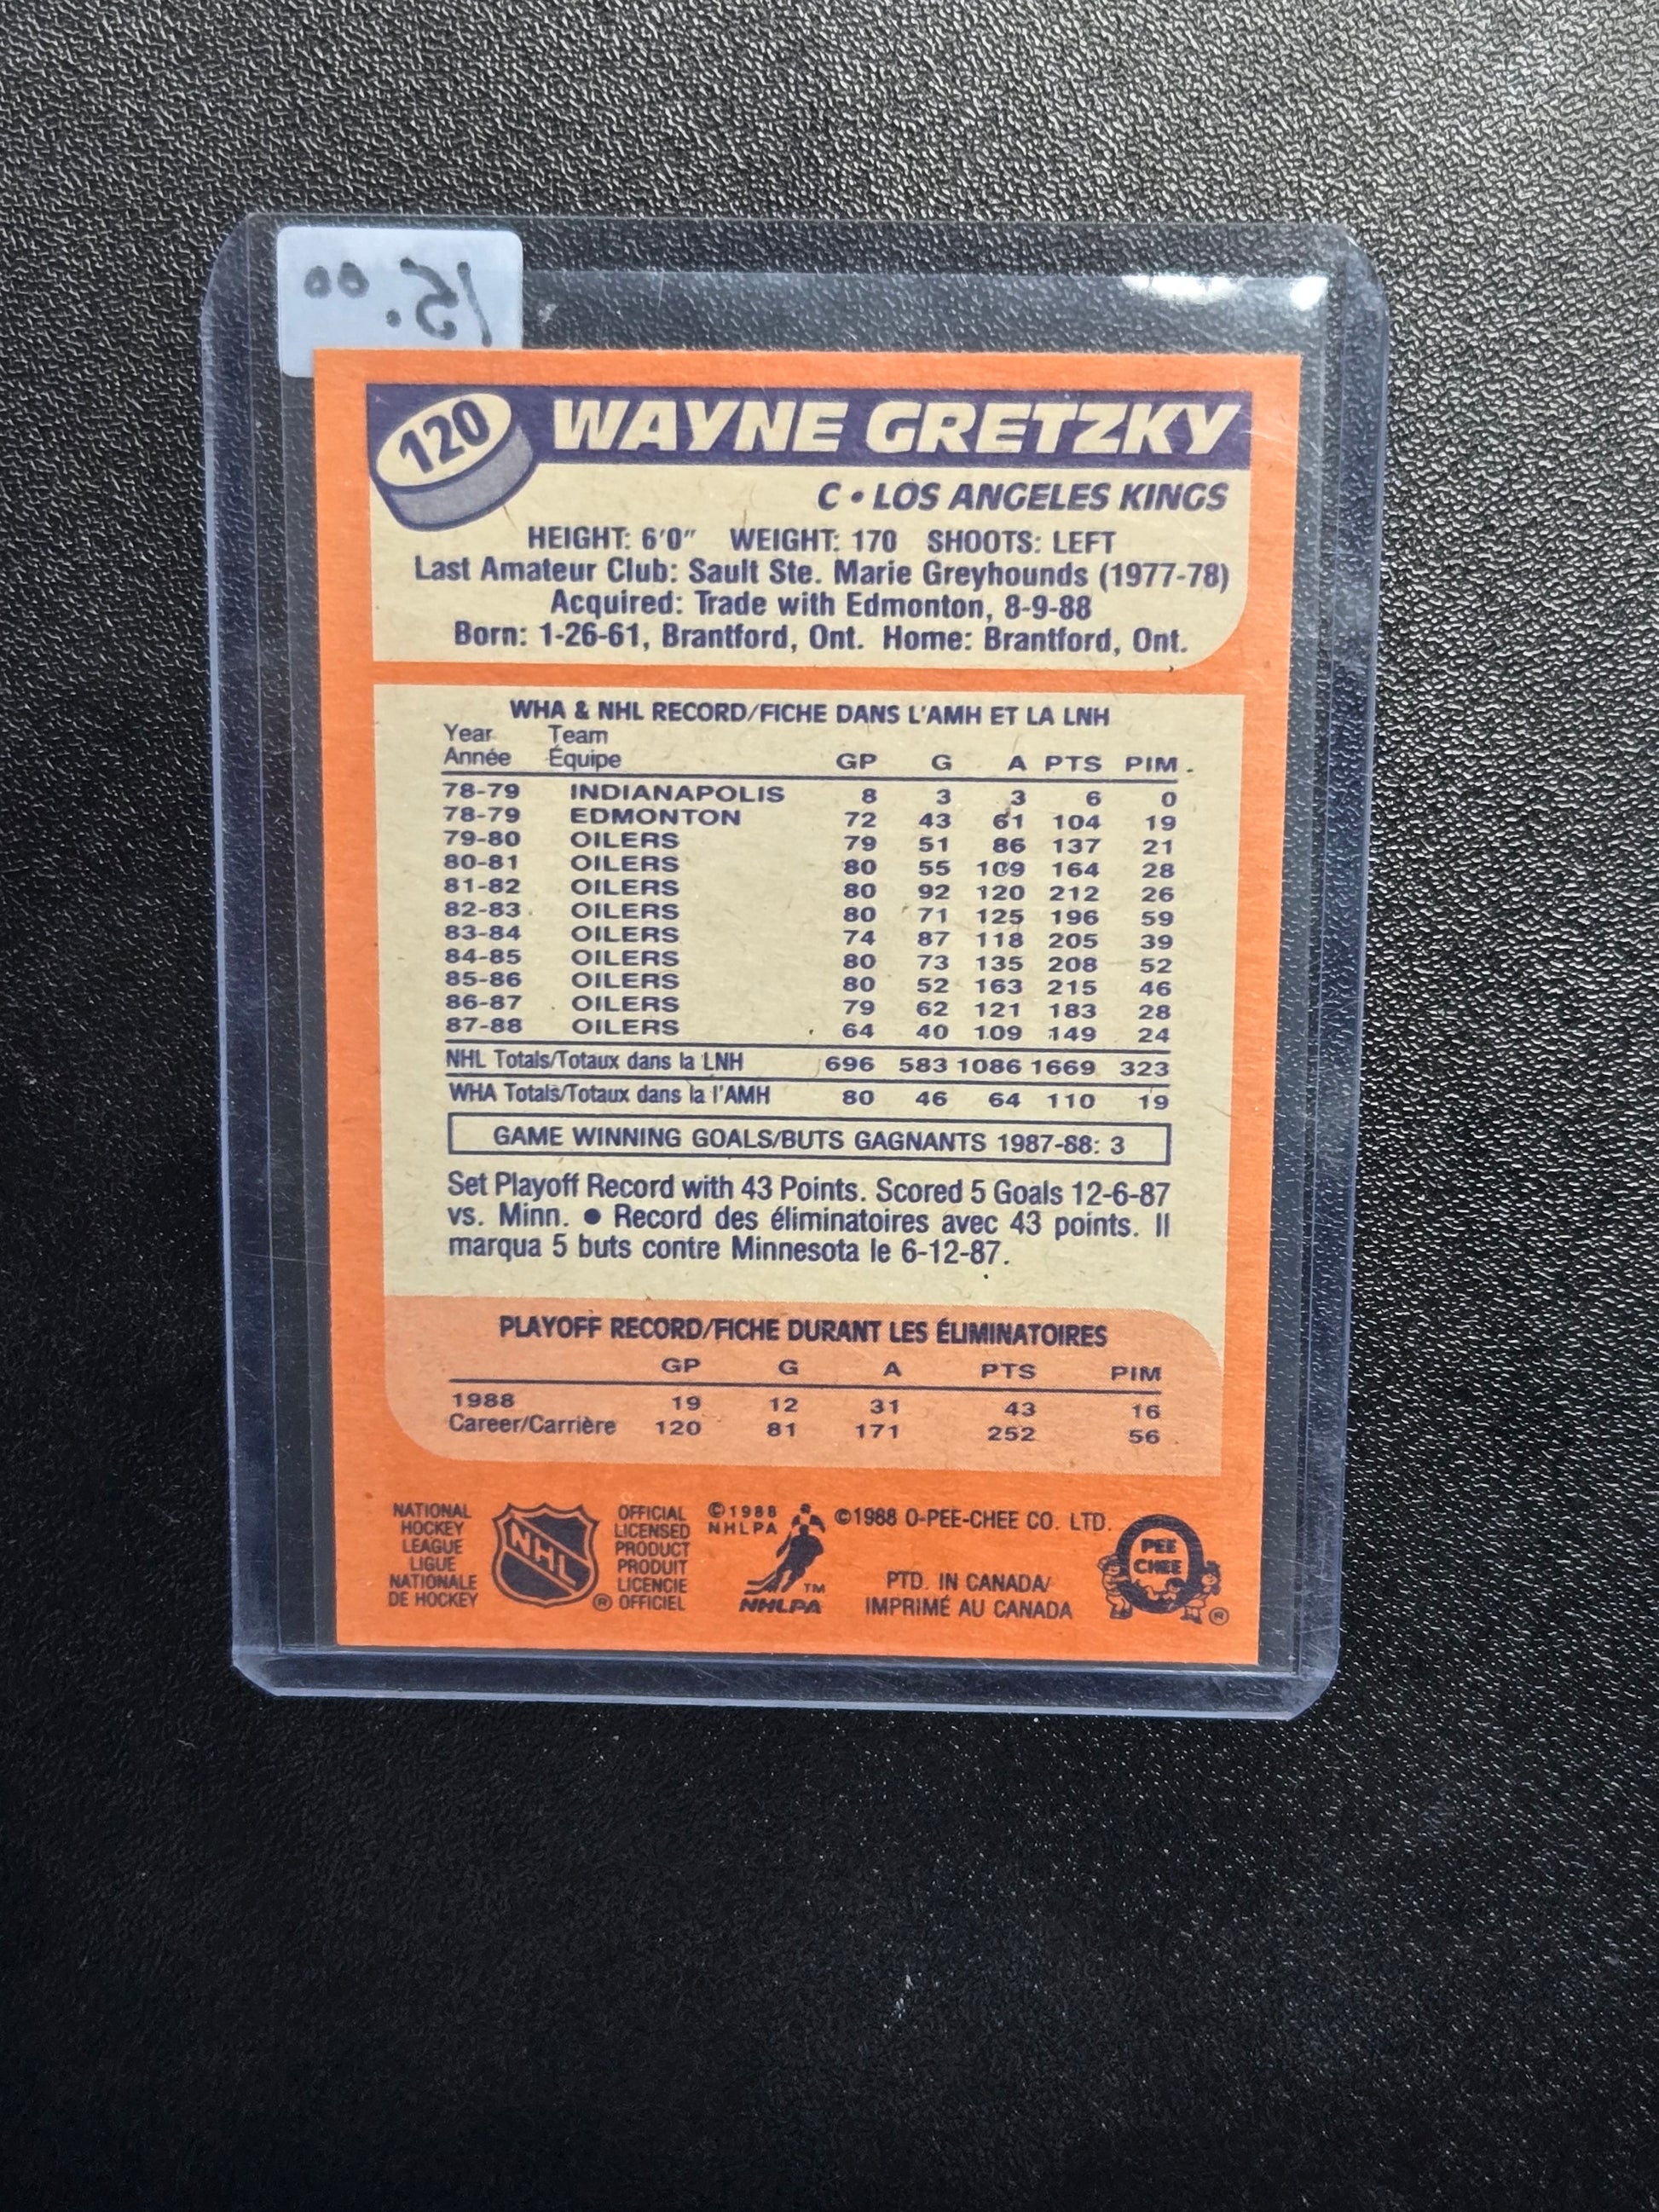 15.00
120
WAYNE GRETZKY
C • LOS ANGELES KINGS
HEIGHT: 6'0" WEIGHT: 170 SHOOTS: LEFT
Last Amateur Club: Sault Ste. Marie Greyhounds (1977-78)
Acquired: Trade with Edmonton, 8-9-88
Born: 1-26-61, Brantford, Ont. Home: Brantford, Ont.
WHA & NHL RECORD/FICHE DANS L'AMH ET LA LNH
Year Team
Année Équipe GP G A PTS PIM
78-79 INDIANAPOLIS 8 3 3 6 0
78-79 EDMONTON 72 43 61 104 19
79-80 OILERS 79 51 86 137 21
80-81 OILERS 80 55 109 164 28
81-82 OILERS 80 92 120 212 26
82-83 OILERS 80 71 125 196 59
83-84 OILERS 74 87 118 205 39
84-85 OILERS 80 73 135 208 52
85-86 OILERS 80 52 163 215 46
86-87 OILERS 79 62 121 183 28
87-88 OILERS 64 40 109 149 24
NHL Totals/Totaux dans la LNH 696 583 1086 1669 323
WHA Totals/Totaux dans la l'AMH 80 46 64 110 19
GAME WINNING GOALS/BUTS GAGNANTS 1987-88: 3
Set Playoff Record with 43 Points. Scored 5 Goals 12-6-87
vs. Minn. ● Record des éliminatoires avec 43 points. Il
marqua 5 buts contre Minnesota le 6-12-87.
PLAYOFF RECORD/FICHE DURANT LES ÉLIMINATOIRES
GP G A PTS PIM
1988 19 12 31 43 16
Career/Carrière 120 81 171 252 56
NATIONAL
HOCKEY
LEAGUE
LIGUE
NATIONALE
DE HOCKEY
NHL
®
OFFICIAL
LICENSED
PRODUCT
PRODUIT
LICENCIE
OFFICIEL
©1988
NHLPA
TM
NHLPA
©1988 O-PEE-CHEE CO. LTD.
PTD. IN CANADA/
IMPRIMÉ AU CANADA
PEE
CHEE
®